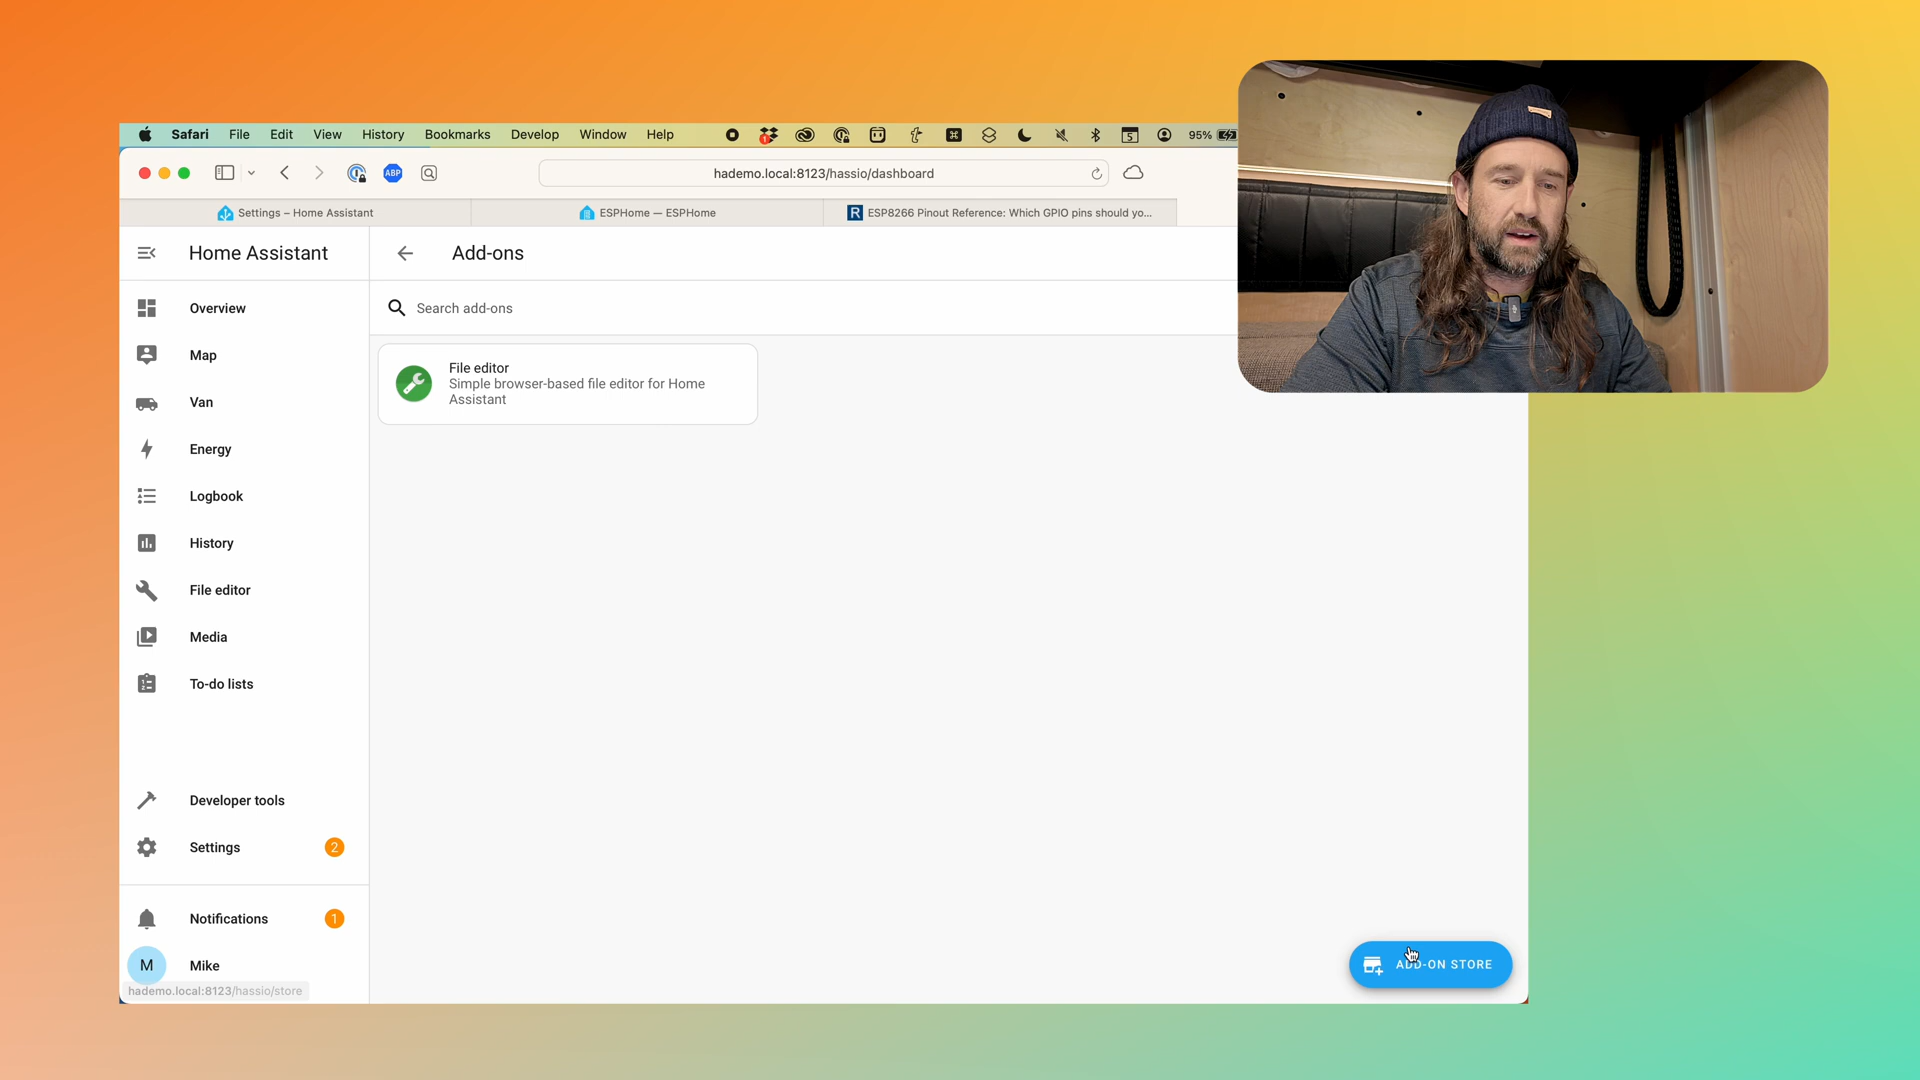 Safari File Edit View History Bookmarks Develop Window Help
1
5
95%
ABP
hademo.local:8123/hassio/dashboard
Settings – Home Assistant
ESPHome — ESPHome
R
ESP8266 Pinout Reference: Which GPIO pins should yo...
Home Assistant
Add-ons
Search add-ons
Overview
Map
Van
Energy
Logbook
History
File editor
Media
To-do lists
File editor
Simple browser-based file editor for Home
Assistant
Developer tools
Settings 2
Notifications 1
M Mike
hademo.local:8123/hassio/store
ADD-ON STORE